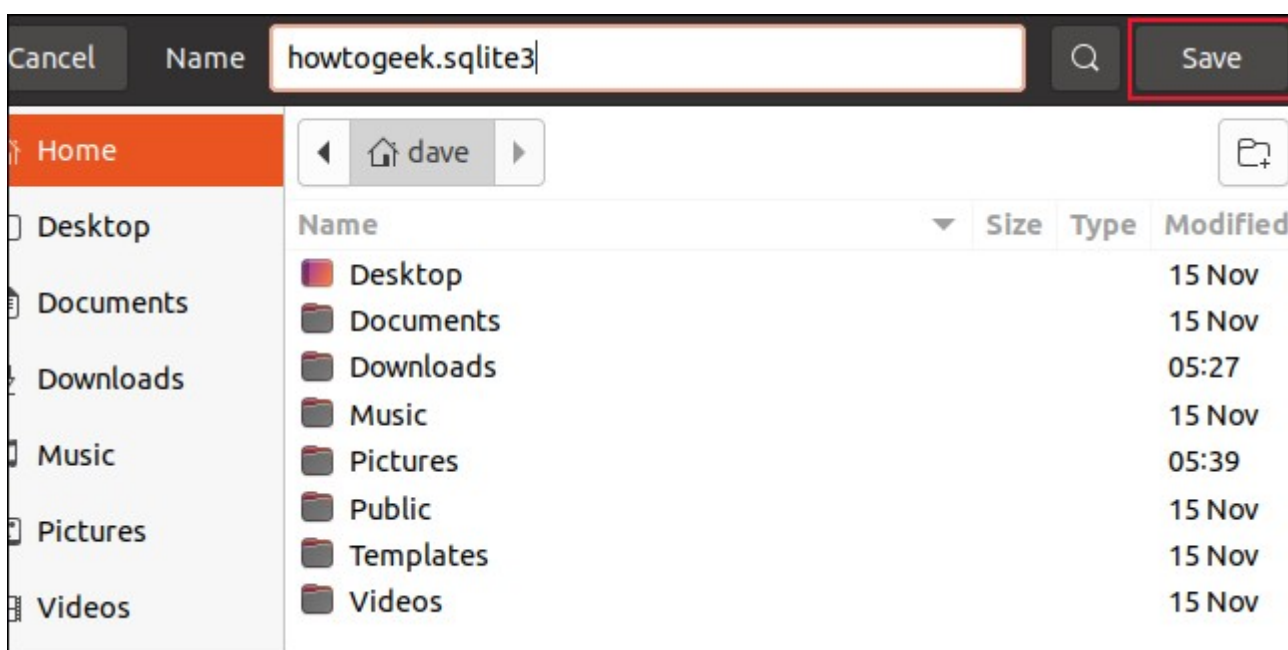 Cancel Name howtogeek.sqlite3 Save
Home
Desktop
Documents
Downloads
Music
Pictures
Videos
dave
Name Size Type Modified
Desktop 15 Nov
Documents 15 Nov
Downloads 05:27
Music 15 Nov
Pictures 05:39
Public 15 Nov
Templates 15 Nov
Videos 15 Nov